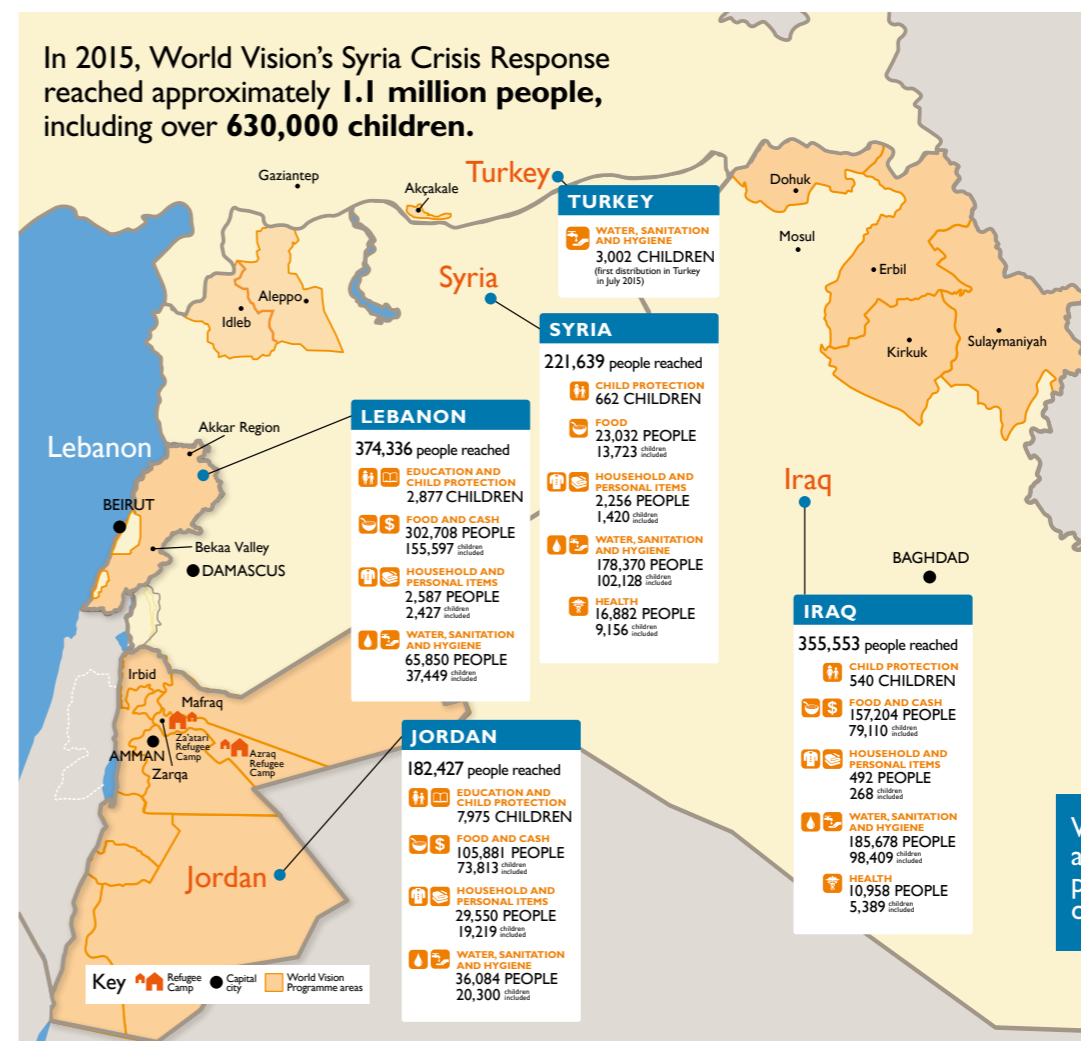 In 2015, World Vision's Syria Crisis Response
reached approximately 1.1 million people,
including over 630,000 children.
Gaziantep
Akçakale
Turkey
Dohuk
Mosul
Erbil
Kirkuk
Sulaymaniyah
Syria
Aleppo
Idleb
TURKEY
WATER, SANITATION
AND HYGIENE
3,002 CHILDREN
(first distribution in Turkey
in July 2015)
SYRIA
221,639 people reached
CHILD PROTECTION
662 CHILDREN
FOOD
23,032 PEOPLE
13,723 children included
HOUSEHOLD AND
PERSONAL ITEMS
2,256 PEOPLE
1,420 children included
WATER, SANITATION
AND HYGIENE
178,370 PEOPLE
102,128 children included
HEALTH
16,882 PEOPLE
9,156 children included
Lebanon
Akkar Region
BEIRUT
Bekaa Valley
DAMASCUS
LEBANON
374,336 people reached
EDUCATION AND
CHILD PROTECTION
2,877 CHILDREN
FOOD AND CASH
$
302,708 PEOPLE
155,597 children included
HOUSEHOLD AND
PERSONAL ITEMS
2,587 PEOPLE
2,427 children included
WATER, SANITATION
AND HYGIENE
65,850 PEOPLE
37,449 children included
Iraq
BAGHDAD
IRAQ
355,553 people reached
CHILD PROTECTION
540 CHILDREN
FOOD AND CASH
$
157,204 PEOPLE
79,110 children included
HOUSEHOLD AND
PERSONAL ITEMS
492 PEOPLE
268 children included
WATER, SANITATION
AND HYGIENE
185,678 PEOPLE
98,409 children included
HEALTH
10,958 PEOPLE
5,389 children included
Irbid
Mafraq
Za'atari
Refugee
Camp
AMMAN
Zarqa
Azraq
Refugee
Camp
Jordan
JORDAN
182,427 people reached
EDUCATION AND
CHILD PROTECTION
7,975 CHILDREN
FOOD AND CASH
$
105,881 PEOPLE
73,813 children included
HOUSEHOLD AND
PERSONAL ITEMS
29,550 PEOPLE
19,219 children included
WATER, SANITATION
AND HYGIENE
36,084 PEOPLE
20,300 children included
Key
Refugee
Camp
Capital
city
World Vision
Programme areas